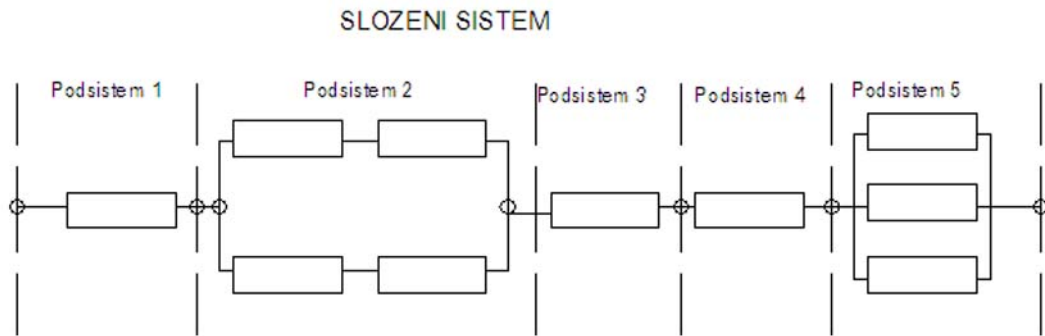 SLOZENI SISTEM
Podsistem 1
Podsistem 2
Podsistem 3
Podsistem 4
Podsistem 5